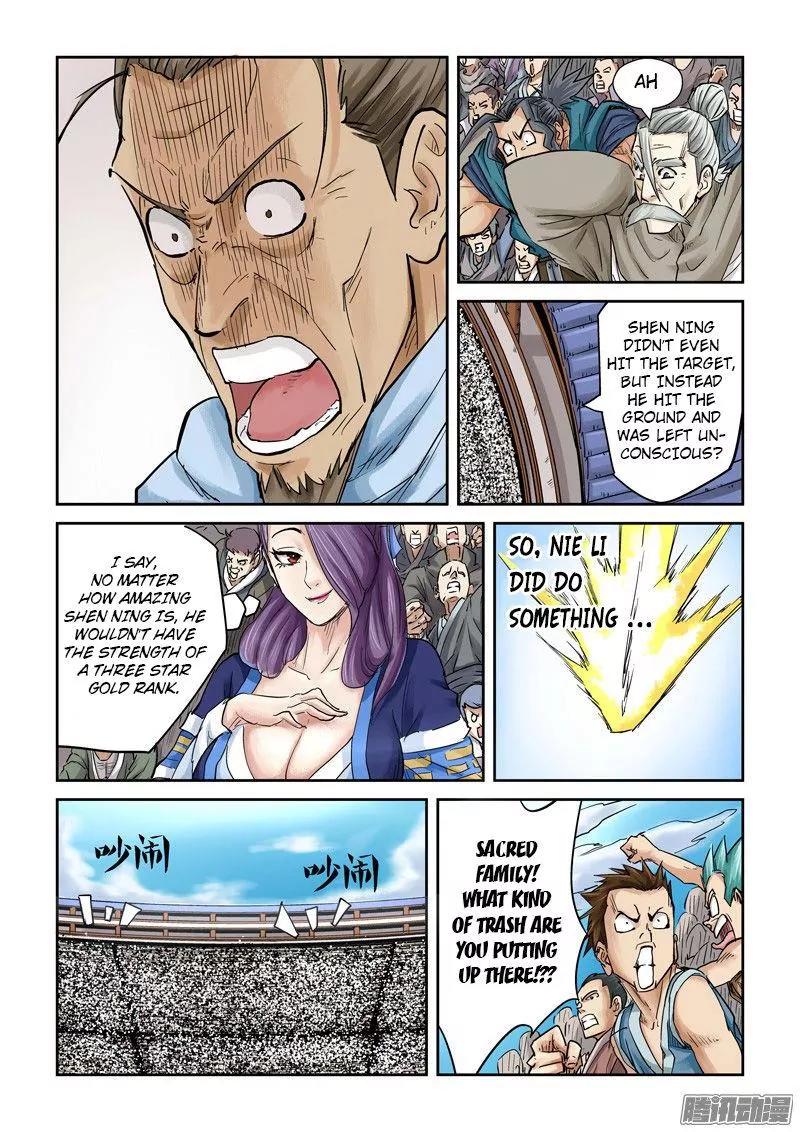 AH
SHEN NING
DIDN'T EVEN
HIT THE TARGET,
BUT INSTEAD
HE HIT THE
GROUND AND
WAS LEFT UN-
CONSCIOUS?
I SAY,
NO MATTER
HOW AMAZING
SHEN NING IS, HE
WOULDN'T HAVE
THE STRENGTH OF
A THREE STAR
GOLD RANK.
SO, NIE LI
DID DO
SOMETHING ...
吵闹
吵闹
SACRED
FAMILY!
WHAT KIND
OF TRASH ARE
YOU PUTTING
UP THERE!??
腾讯动漫